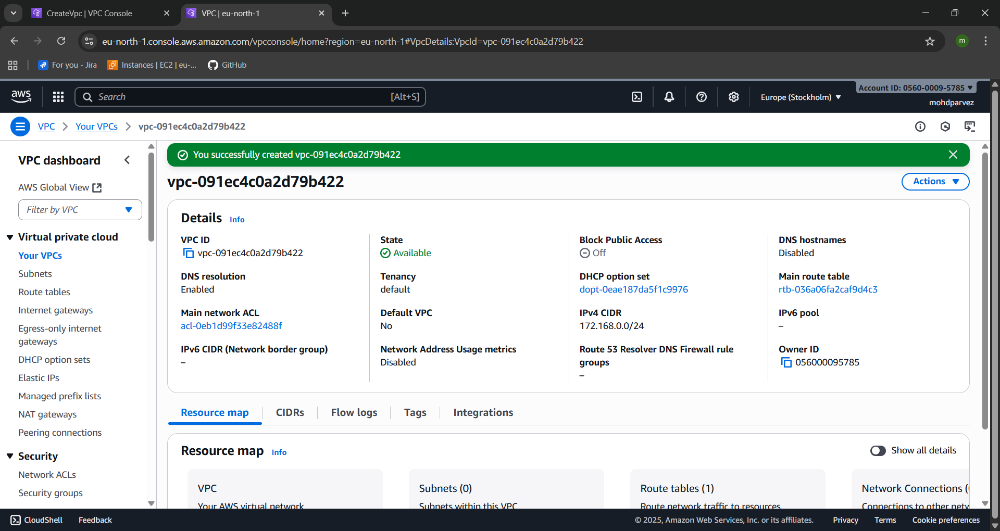 CreateVpc | VPC Console
VPC | eu-north-1
eu-north-1.console.aws.amazon.com/vpcconsole/home?region=eu-north-1#VpcDetails:VpcId=vpc-091ec4c0a2d79b422
m
For you - Jira
Instances | EC2 | eu-...
GitHub
aws
Search
[Alt+S]
Europe (Stockholm)
Account ID: 0560-0009-5785
mohdparvez
VPC
Your VPCs
vpc-091ec4c0a2d79b422
VPC dashboard
AWS Global View
Filter by VPC
Virtual private cloud
Your VPCs
Subnets
Route tables
Internet gateways
Egress-only internet
gateways
DHCP option sets
Elastic IPs
Managed prefix lists
NAT gateways
Peering connections
Security
Network ACLs
Security groups
You successfully created vpc-091ec4c0a2d79b422
vpc-091ec4c0a2d79b422
Actions
Details Info
VPC ID
vpc-091ec4c0a2d79b422
State
Available
Block Public Access
Off
DNS hostnames
Disabled
DNS resolution
Enabled
Tenancy
default
DHCP option set
dopt-0eae187da5f1c9976
Main route table
rtb-036a06fa2caf9d4c3
Main network ACL
acl-0eb1d99f33e82488f
Default VPC
No
IPv4 CIDR
172.168.0.0/24
IPv6 pool
–
IPv6 CIDR (Network border group)
–
Network Address Usage metrics
Disabled
Route 53 Resolver DNS Firewall rule
groups
–
Owner ID
056000095785
Resource map
CIDRs
Flow logs
Tags
Integrations
Resource map Info
Show all details
VPC
Your AWS virtual network
Subnets (0)
Subnets within this VPC
Route tables (1)
Route network traffic to resources
Network Connections (
Connections to other netw
CloudShell
Feedback
© 2025, Amazon Web Services, Inc. or its affiliates.
Privacy
Terms
Cookie preferences